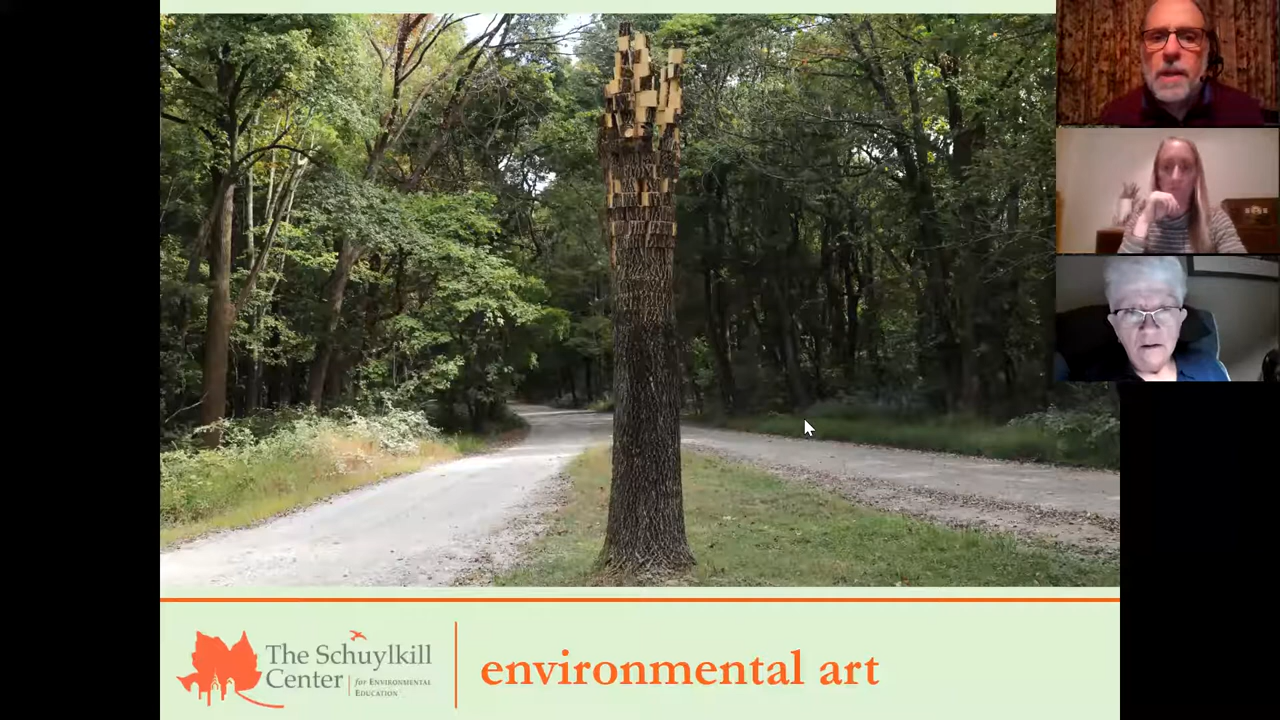 The Schuylkill
Center
for Environmental
Education
environmental art